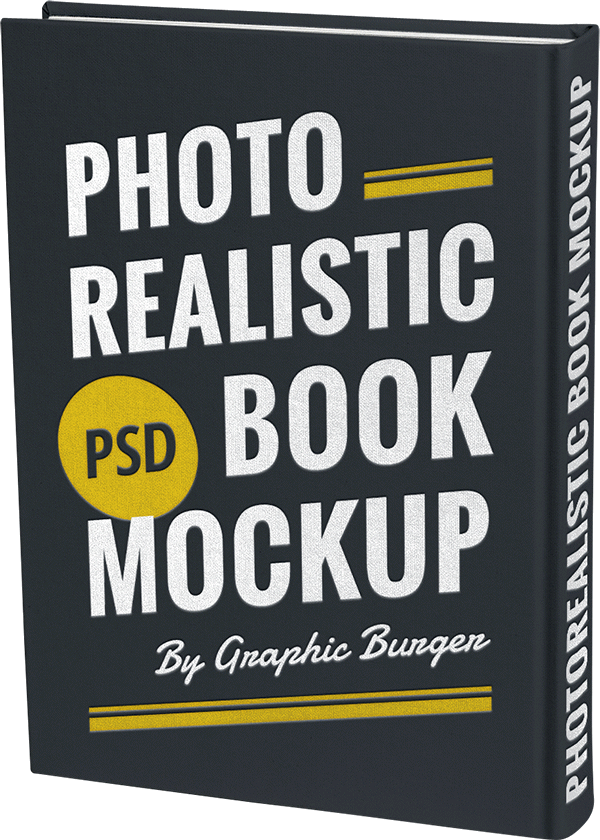 PHOTO
REALISTIC
PSD
BOOK
MOCKUP
By Graphic Burger
PHOTOREALISTIC BOOK MOCKUP